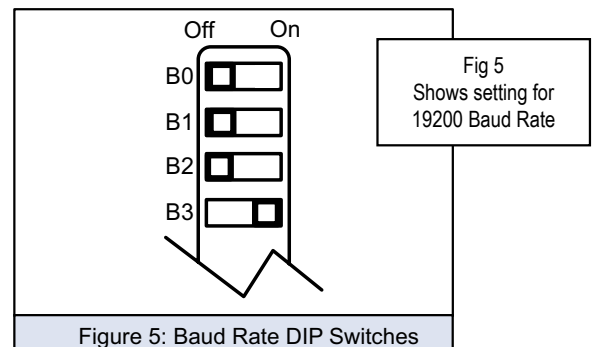 Off On
B0
B1
B2
B3
Fig 5
Shows setting for
19200 Baud Rate
Figure 5: Baud Rate DIP Switches